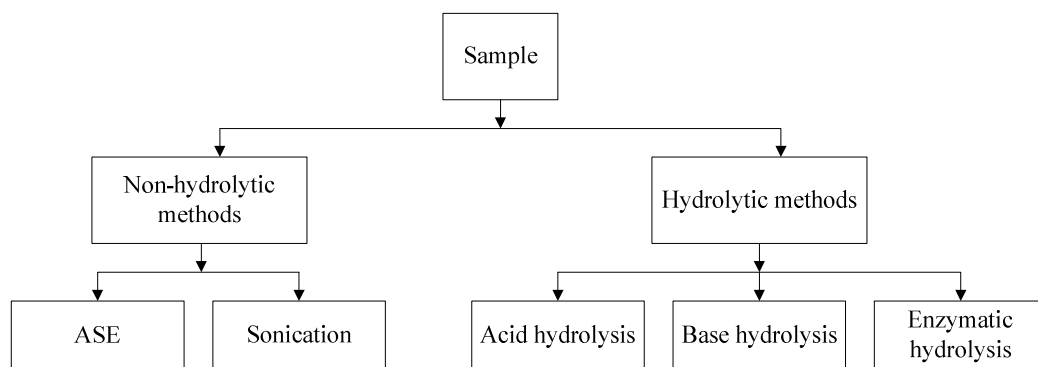 Sample
Non-hydrolytic
methods
Hydrolytic methods
ASE
Sonication
Acid hydrolysis
Base hydrolysis
Enzymatic
hydrolysis